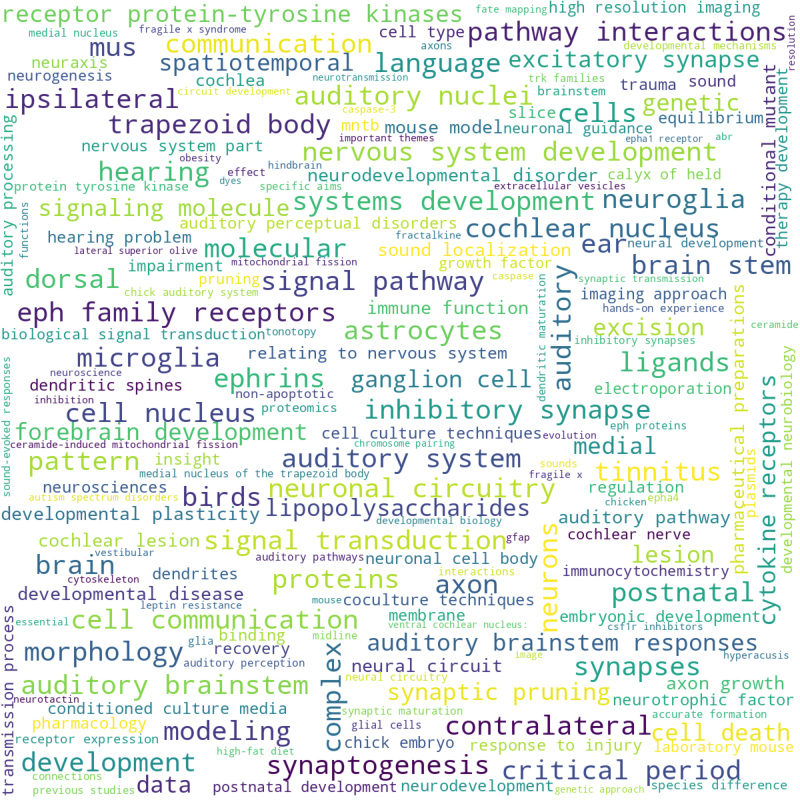 receptor protein-tyrosine kinases
fate mapping
high resolution imaging
medial nucleus
fragile x syndrome
cell type
axons
pathway interactions
resolution
mus
communication
developmental mechanisms
neuraxis
spatiotemporal
language
excitatory synapse
neurogenesis
cochlea
neurotransmission
trk families
trauma
sound
ipsilateral
circuit development
auditory nuclei
brainstem
genetic
caspase-3
slice
cells
equilibrium
conditional mutant
therapy development
trapezoid body
mntb
mouse model
neuronal guidance
important themes
epha1 receptor
abr
auditory processing
nervous system part
obesity
nervous system development
hearing
effect
hindbrain
neurodevelopmental disorder
calyx of held
protein tyrosine kinase
dyes
specific aims
extracellular vesicles
systems development
neuroglia
signaling molecule
auditory perceptual disorders
cochlear nucleus
functions
hearing problem
fractalkine
ear
neural development
lateral superior olive
molecular
sound localization
impairment
mitochondrial fission
growth factor
brain stem
dorsal
pruning
signal pathway
caspase
auditory
synaptic transmission
chick auditory system
imaging approach
eph family receptors
immune function
hands-on experience
excision
biological signal transduction
tonotopy
astrocytes
dendritic maturation
inhibitory synapses
ceramide
pharmaceutical preparations
microglia
relating to nervous system
ligands
neuroscience
ephrins
ganglion cell
dendritic spines
non-apoptotic
electroporation
inhibition
cell nucleus
proteomics
inhibitory synapse
eph proteins
sound-evoked responses
forebrain development
cell culture techniques
evolution
cytokine receptors
developmental neurobiology
ceramide-induced mitochondrial fission
chromosome pairing
medial
pattern
insight
auditory system
sounds
tinnitus
medial nucleus of the trapezoid body
fragile x
neurosciences
neuronal circuitry
regulation
plasmids
autism spectrum disorders
birds
chicken
epha4
developmental plasticity
lipopolysaccharides
auditory pathway
developmental biology
cochlear lesion
signal transduction
gfap
neurons
cochlear nerve
vestibular
auditory pathways
neuronal cell body
lesion
brain
dendrites
interactions
immunocytochemistry
cytoskeleton
proteins
axon
postnatal
developmental disease
mouse
coculture techniques
leptin resistance
essential
cell communication
membrane
embryonic development
csf1r inhibitors
transmission process
glia
binding
midline
ventral cochlear nucleus:
morphology
recovery
complex
auditory brainstem responses
hyperacusis
auditory perception
image
neural circuit
synapses
auditory brainstem
neural circuitry
synaptic pruning
axon growth
neurotactin
neurotrophic factor
conditioned culture media
synaptic maturation
accurate formation
pharmacology
modeling
glial cells
contralateral
cell death
receptor expression
chick embryo
response to injury
laboratory mouse
high-fat diet
development
synaptogenesis
critical period
connections
data
previous studies
postnatal development
neurodevelopment
genetic approach
species difference